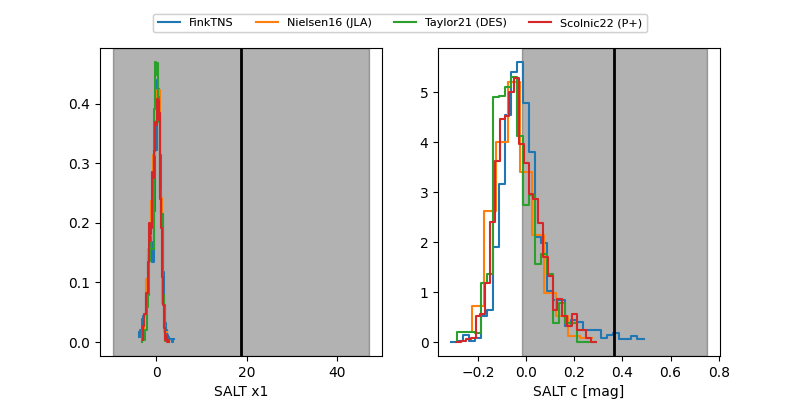 FinkTNS Nielsen16 (JLA) Taylor21 (DES) Scolnic22 (P+)
0.4
0.3
0.2
0.1
0.0
0 20 40
SALT x1
5
4
3
2
1
0
−0.2 0.0 0.2 0.4 0.6 0.8
SALT c [mag]